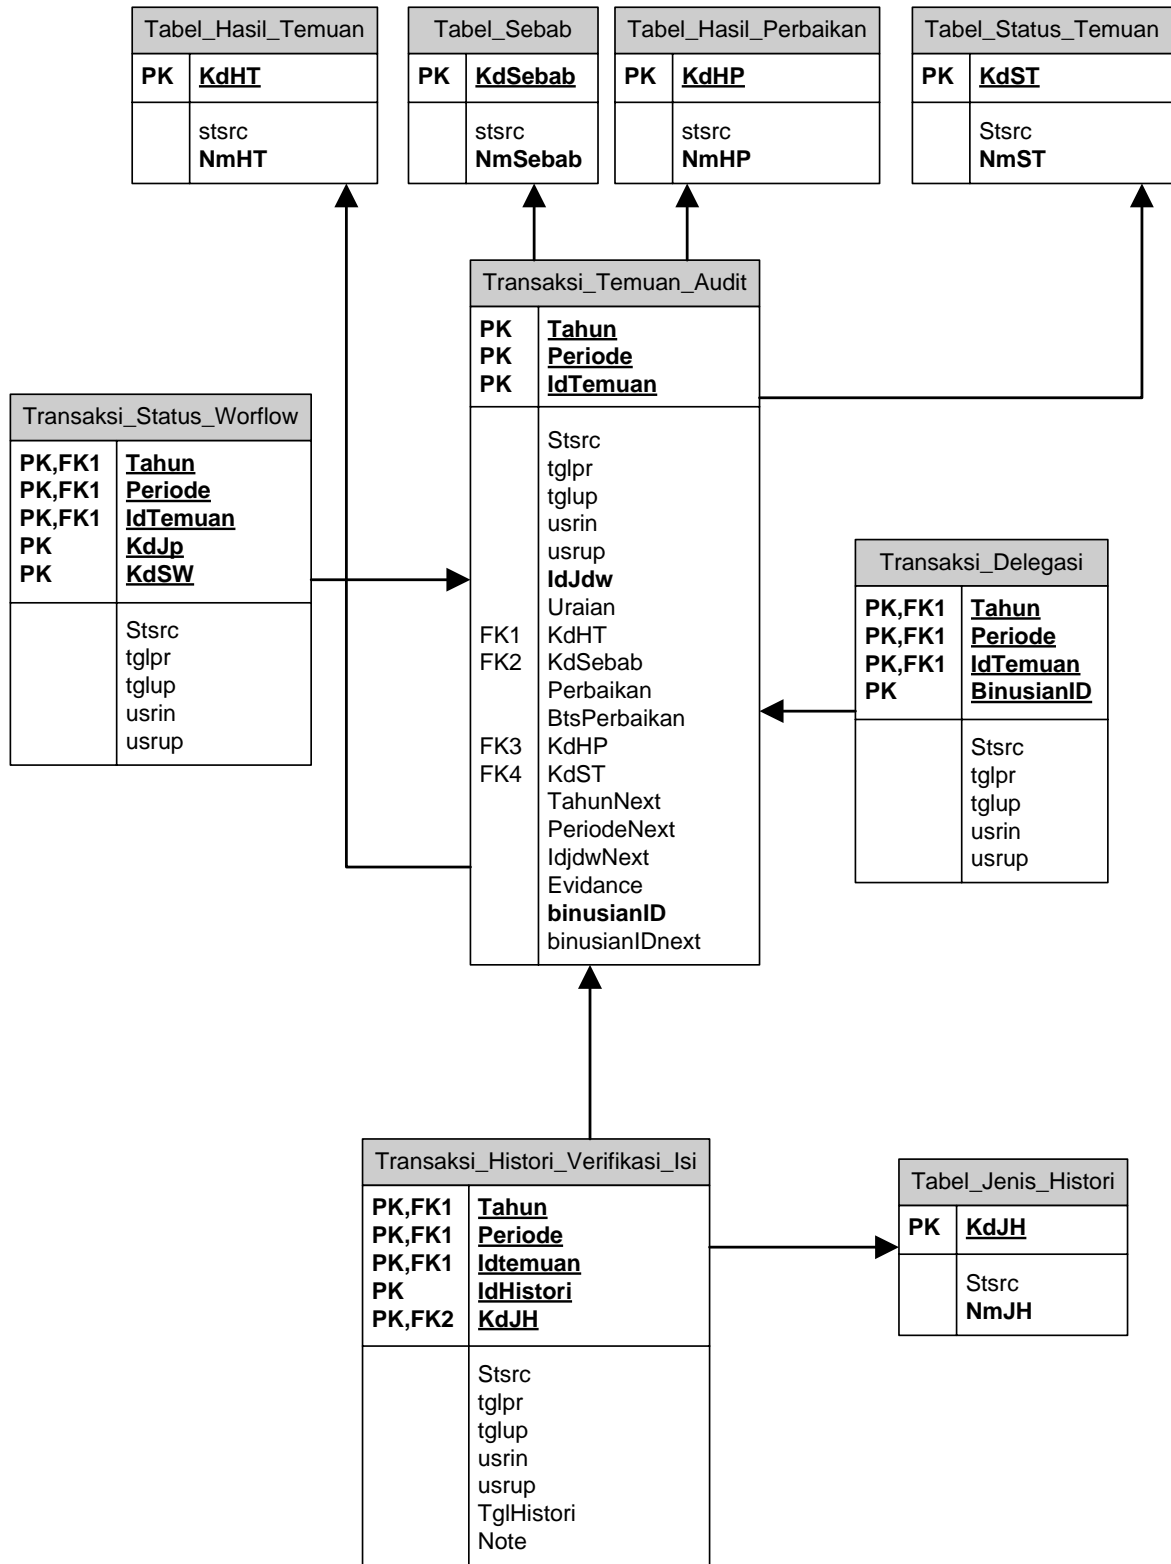 Tabel_Hasil_Temuan
PK KdHT
stsrc
NmHT
Tabel_Sebab
PK KdSebab
stsrc
NmSebab
Tabel_Hasil_Perbaikan
PK KdHP
stsrc
NmHP
Tabel_Status_Temuan
PK KdST
Stsrc
NmST
Transaksi_Temuan_Audit
PK Tahun
PK Periode
PK IdTemuan
Stsrc
tglpr
tglup
usrin
usrup
IdJdw
Uraian
FK1 KdHT
FK2 KdSebab
Perbaikan
BtsPerbaikan
FK3 KdHP
FK4 KdST
TahunNext
PeriodeNext
IdjdwNext
Evidance
binusianID
binusianIDnext
Transaksi_Status_Worflow
PK,FK1 Tahun
PK,FK1 Periode
PK,FK1 IdTemuan
PK KdJp
PK KdSW
Stsrc
tglpr
tglup
usrin
usrup
Transaksi_Delegasi
PK,FK1 Tahun
PK,FK1 Periode
PK,FK1 IdTemuan
PK BinusianID
Stsrc
tglpr
tglup
usrin
usrup
Transaksi_Histori_Verifikasi_Isi
PK,FK1 Tahun
PK,FK1 Periode
PK,FK1 Idtemuan
PK IdHistori
PK,FK2 KdJH
Stsrc
tglpr
tglup
usrin
usrup
TglHistori
Note
Tabel_Jenis_Histori
PK KdJH
Stsrc
NmJH